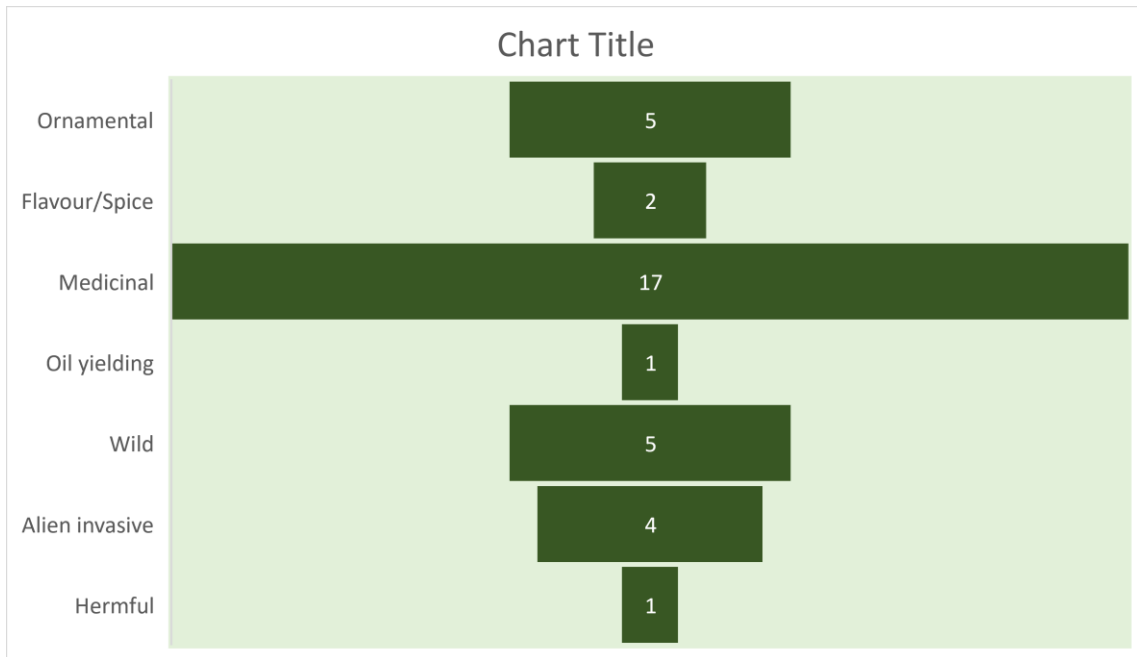 Chart Title
Ornamental 5
Flavour/Spice 2
Medicinal 17
Oil yielding 1
Wild 5
Alien invasive 4
Hermful 1